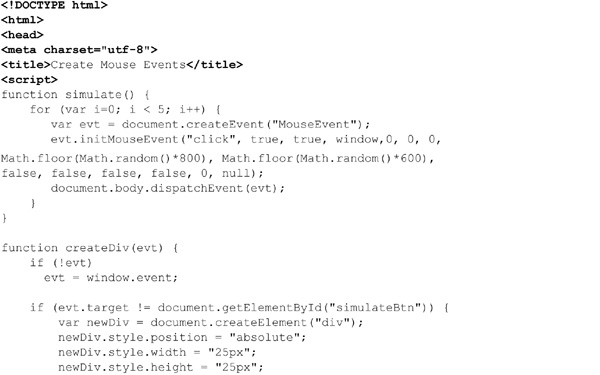 <!DOCTYPE html>
<html>
<head>
<meta charset="utf-8">
<title>Create Mouse Events</title>
<script>
function simulate() {
    for (var i=0; i < 5; i++) {
       var evt = document.createEvent("MouseEvent");
       evt.initMouseEvent("click", true, true, window,0, 0, 0,
Math.floor(Math.random()*800), Math.floor(Math.random()*600),
false, false, false, false, 0, null);
       document.body.dispatchEvent(evt);
    }
}

function createDiv(evt) {
    if (!evt)
      evt = window.event;

    if (evt.target != document.getElementById("simulateBtn")) {
        var newDiv = document.createElement("div");
        newDiv.style.position = "absolute";
        newDiv.style.width = "25px";
        newDiv.style.height = "25px";